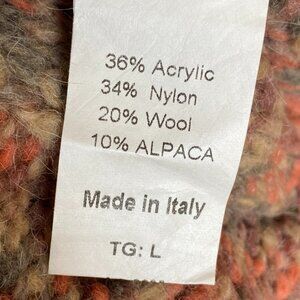 36% Acrylic
34% Nylon
20% Wool
10% ALPACA
Made in Italy
TG: L